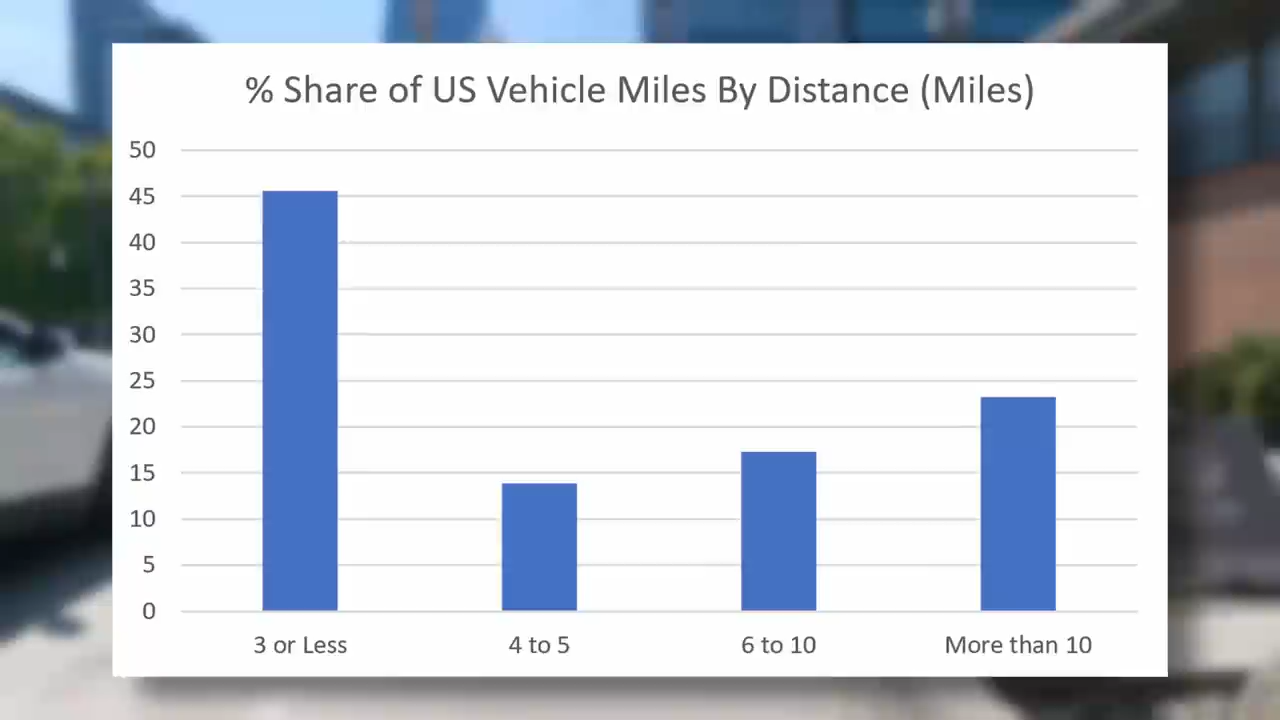 % Share of US Vehicle Miles By Distance (Miles)
50
45
40
35
30
25
20
15
10
5
0
3 or Less
4 to 5
6 to 10
More than 10